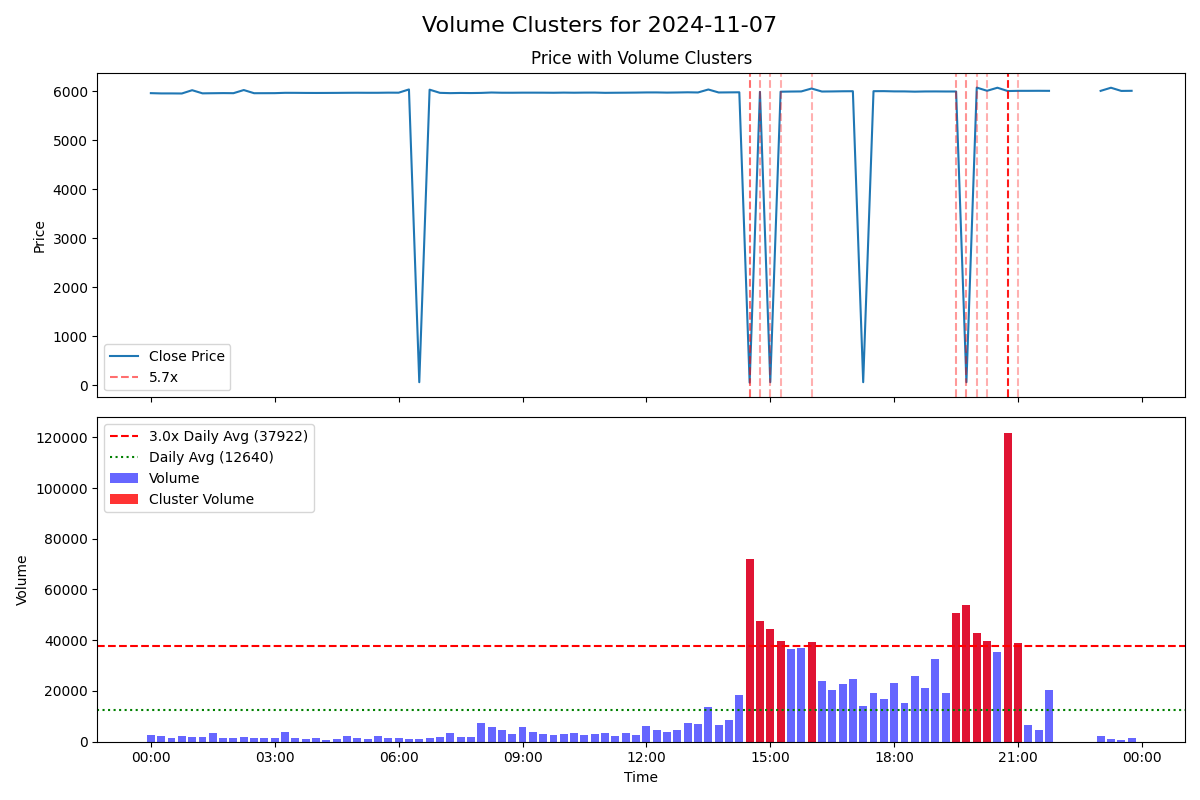 Volume Clusters for 2024-11-07
Price with Volume Clusters
Price
6000
5000
4000
3000
2000
1000
0
Close Price
5.7x
Volume
120000
100000
80000
60000
40000
20000
0
3.0x Daily Avg (37922)
Daily Avg (12640)
Volume
Cluster Volume
00:00 03:00 06:00 09:00 12:00 15:00 18:00 21:00 00:00
Time